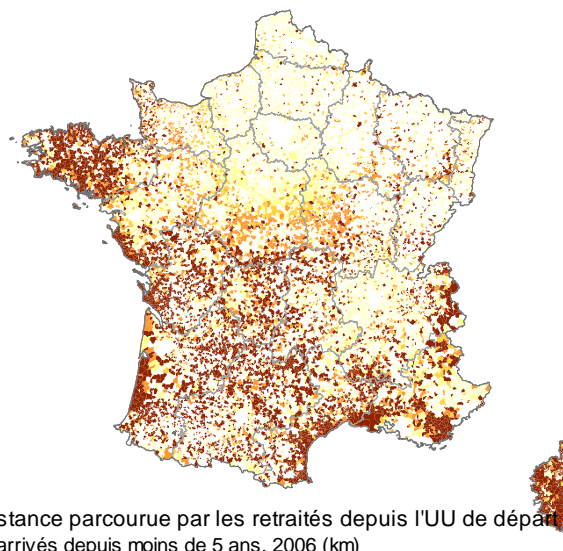 stance parcourue par les retraités depuis l'UU de départ
arrivés depuis moins de 5 ans, 2006 (km)